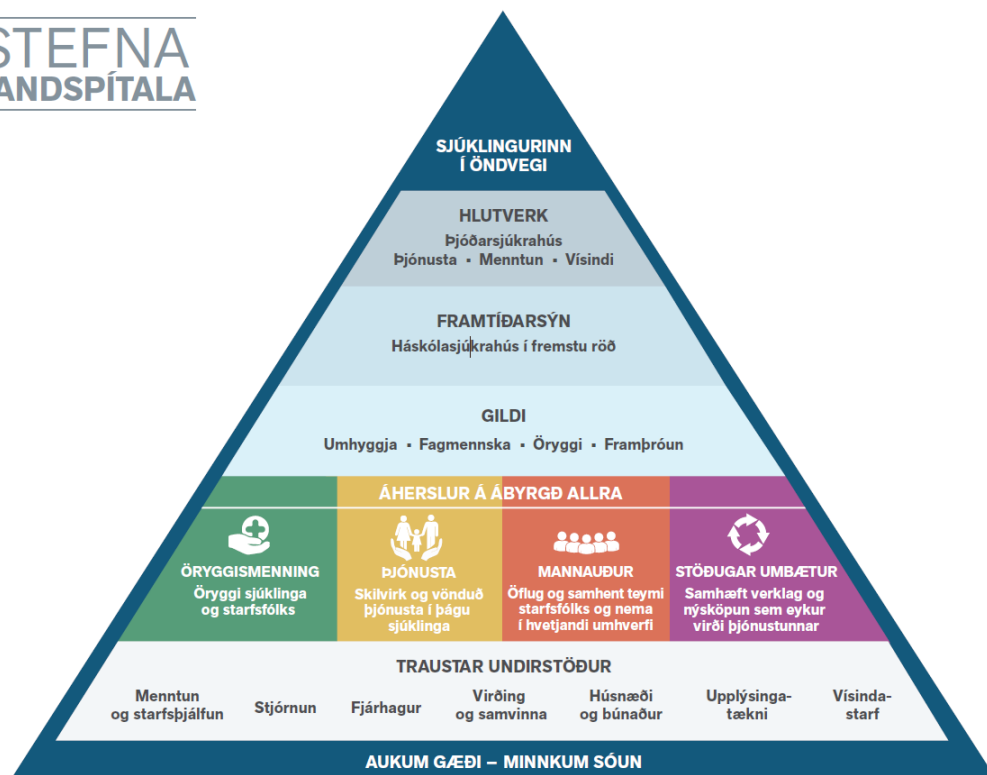 STEFNA
ANDSPÍTALA
SJÚKLINGURINN
Í ÖNDVEGI
HLUTVERK
Þjóðarsjúkrahús
Þjónusta ▪ Menntun ▪ Vísindi
FRAMTÍÐARSÝN
Háskólasjúkrahús í fremstu röð
GILDI
Umhyggja ▪ Fagmennska ▪ Öryggi ▪ Framþróun
ÁHERSLUR Á ÁBYRGÐ ALLRA
ÖRYGGISMENNING
Öryggi sjúklinga
og starfsfólks
ÞJÓNUSTA
Skilvirk og vönduð
þjónusta í þágu
sjúklinga
MANNAUÐUR
Öflug og samhent teymi
starfsfólks og nema
í hvetjandi umhverfi
STÖÐUGAR UMBÆTUR
Samhæft verklag og
nýsköpun sem eykur
virði þjónustunnar
TRAUSTAR UNDIRSTÖÐUR
Menntun
og starfsþjálfun
Stjórnun
Fjárhagur
Virðing
og samvinna
Húsnæði
og búnaður
Upplýsinga-
tækni
Vísinda-
starf
AUKUM GÆÐI – MINNKUM SÓUN